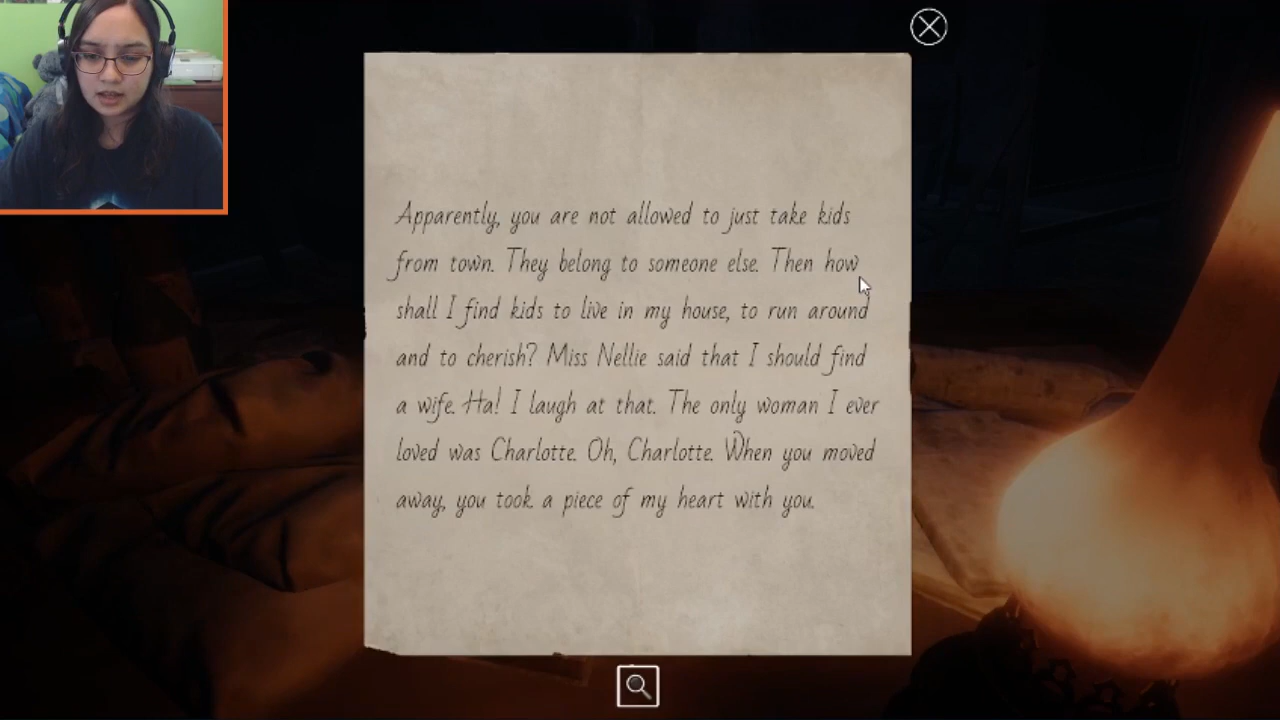 Apparently, you are not allowed to just take kids
from town. They belong to someone else. Then how
shall I find kids to live in my house, to run around
and to cherish? Miss Nellie said that I should find
a wife. Ha! I laugh at that. The only woman I ever
loved was Charlotte. Oh, Charlotte. When you moved
away, you took a piece of my heart with you.